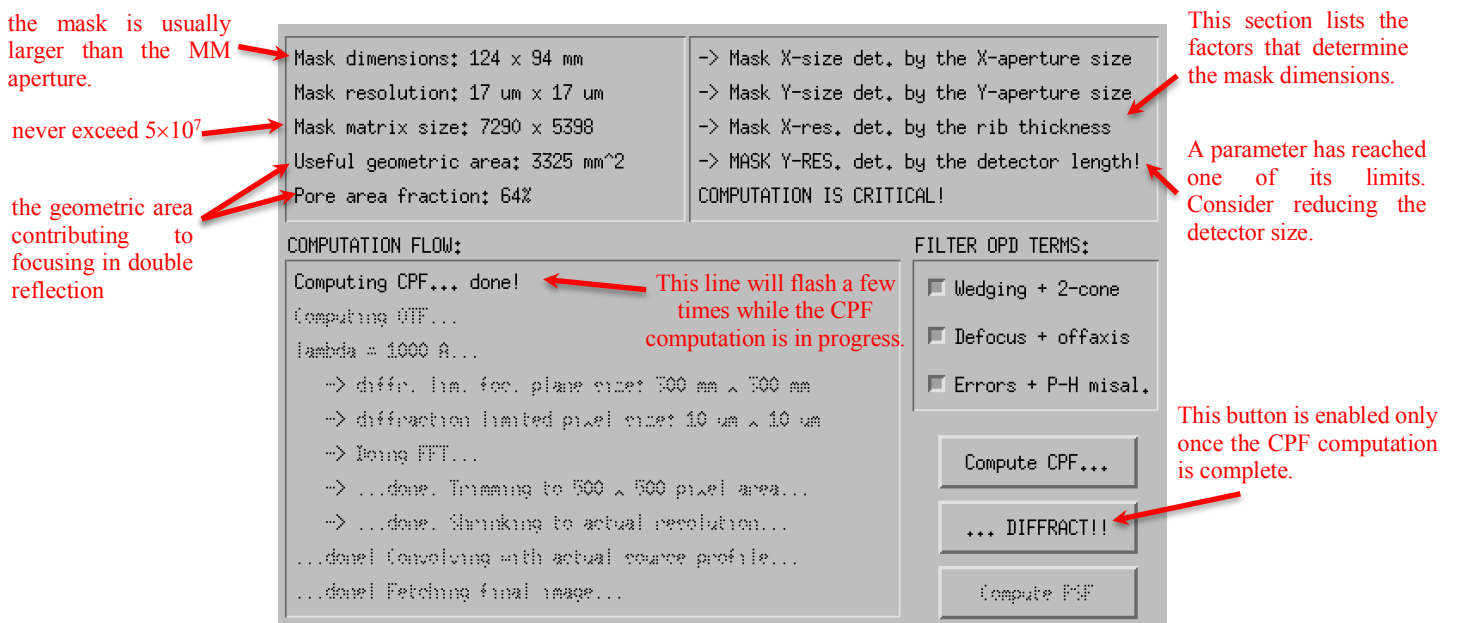 the mask is usually
larger than the MM
aperture.
never exceed 5×10⁷
the geometric area
contributing to
focusing in double
reflection
Mask dimensions: 124 x 94 mm
Mask resolution: 17 um x 17 um
Mask matrix size: 7290 x 5398
Useful geometric area: 3325 mm^2
Pore area fraction: 64%
-> Mask X-size det. by the X-aperture size
-> Mask Y-size det. by the Y-aperture size
-> Mask X-res. det. by the rib thickness
-> MASK Y-RES. det. by the detector length!
COMPUTATION IS CRITICAL!
This section lists the
factors that determine
the mask dimensions.
A parameter has reached
one of its limits.
Consider reducing the
detector size.
COMPUTATION FLOW:
Computing CPF... done!
Computing OTF...
lambda = 1000 A...
-> diffr. lim. foc. plane size: 300 mm x 300 mm
-> diffraction limited pixel size: 10 um x 10 um
-> Doing FFT...
-> ...done. Trimming to 500 x 500 pixel area...
-> ...done. Shrinking to actual resolution...
...done! Convolving with actual source profile...
...done! Fetching final image...
This line will flash a few
times while the CPF
computation is in progress.
FILTER OPD TERMS:
Wedging + 2-cone
Defocus + offaxis
Errors + P-H misal.
Compute CPF...
... DIFFRACT!!
Compute PSF
This button is enabled only
once the CPF computation
is complete.